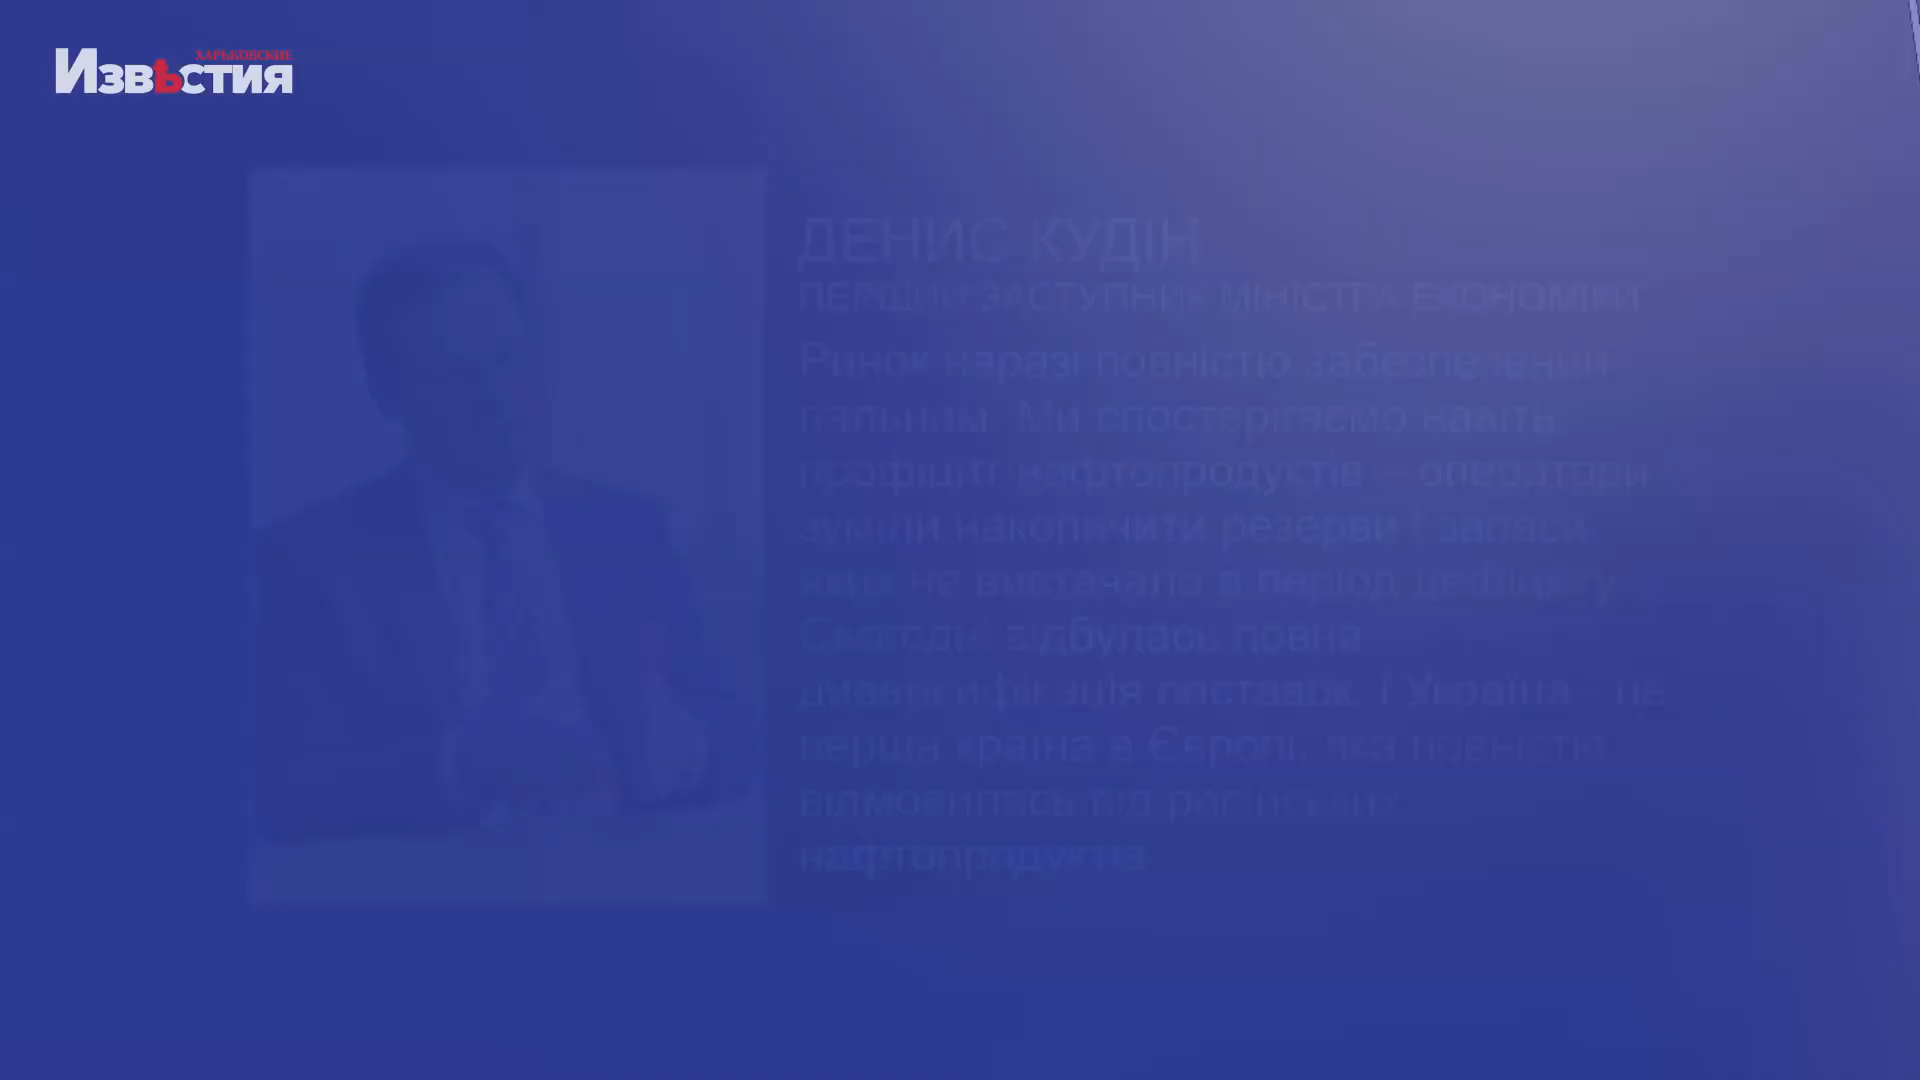 ХАРЬКОВСКИЕ
ИзвѢстия
ДЕНИС КУДІН
ПЕРШИЙ ЗАСТУПНИК МІНІСТРА ЕКОНОМІКИ
Ринок наразі повністю забезпечений
пальним. Ми спостерігаємо навіть
профіцит нафтопродуктів – оператори
зуміли накопичити резерви і запаси,
яких не вистачало в період дефіциту.
Сьогодні відбулась повна
диверсифікація поставок, і Україна – це
перша країна в Європі, яка повністю
відмовилась від російських
нафтопродуктів